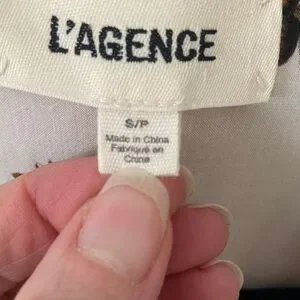 L'AGENCE
S/P
Made in China
Fabriqué en
Chine